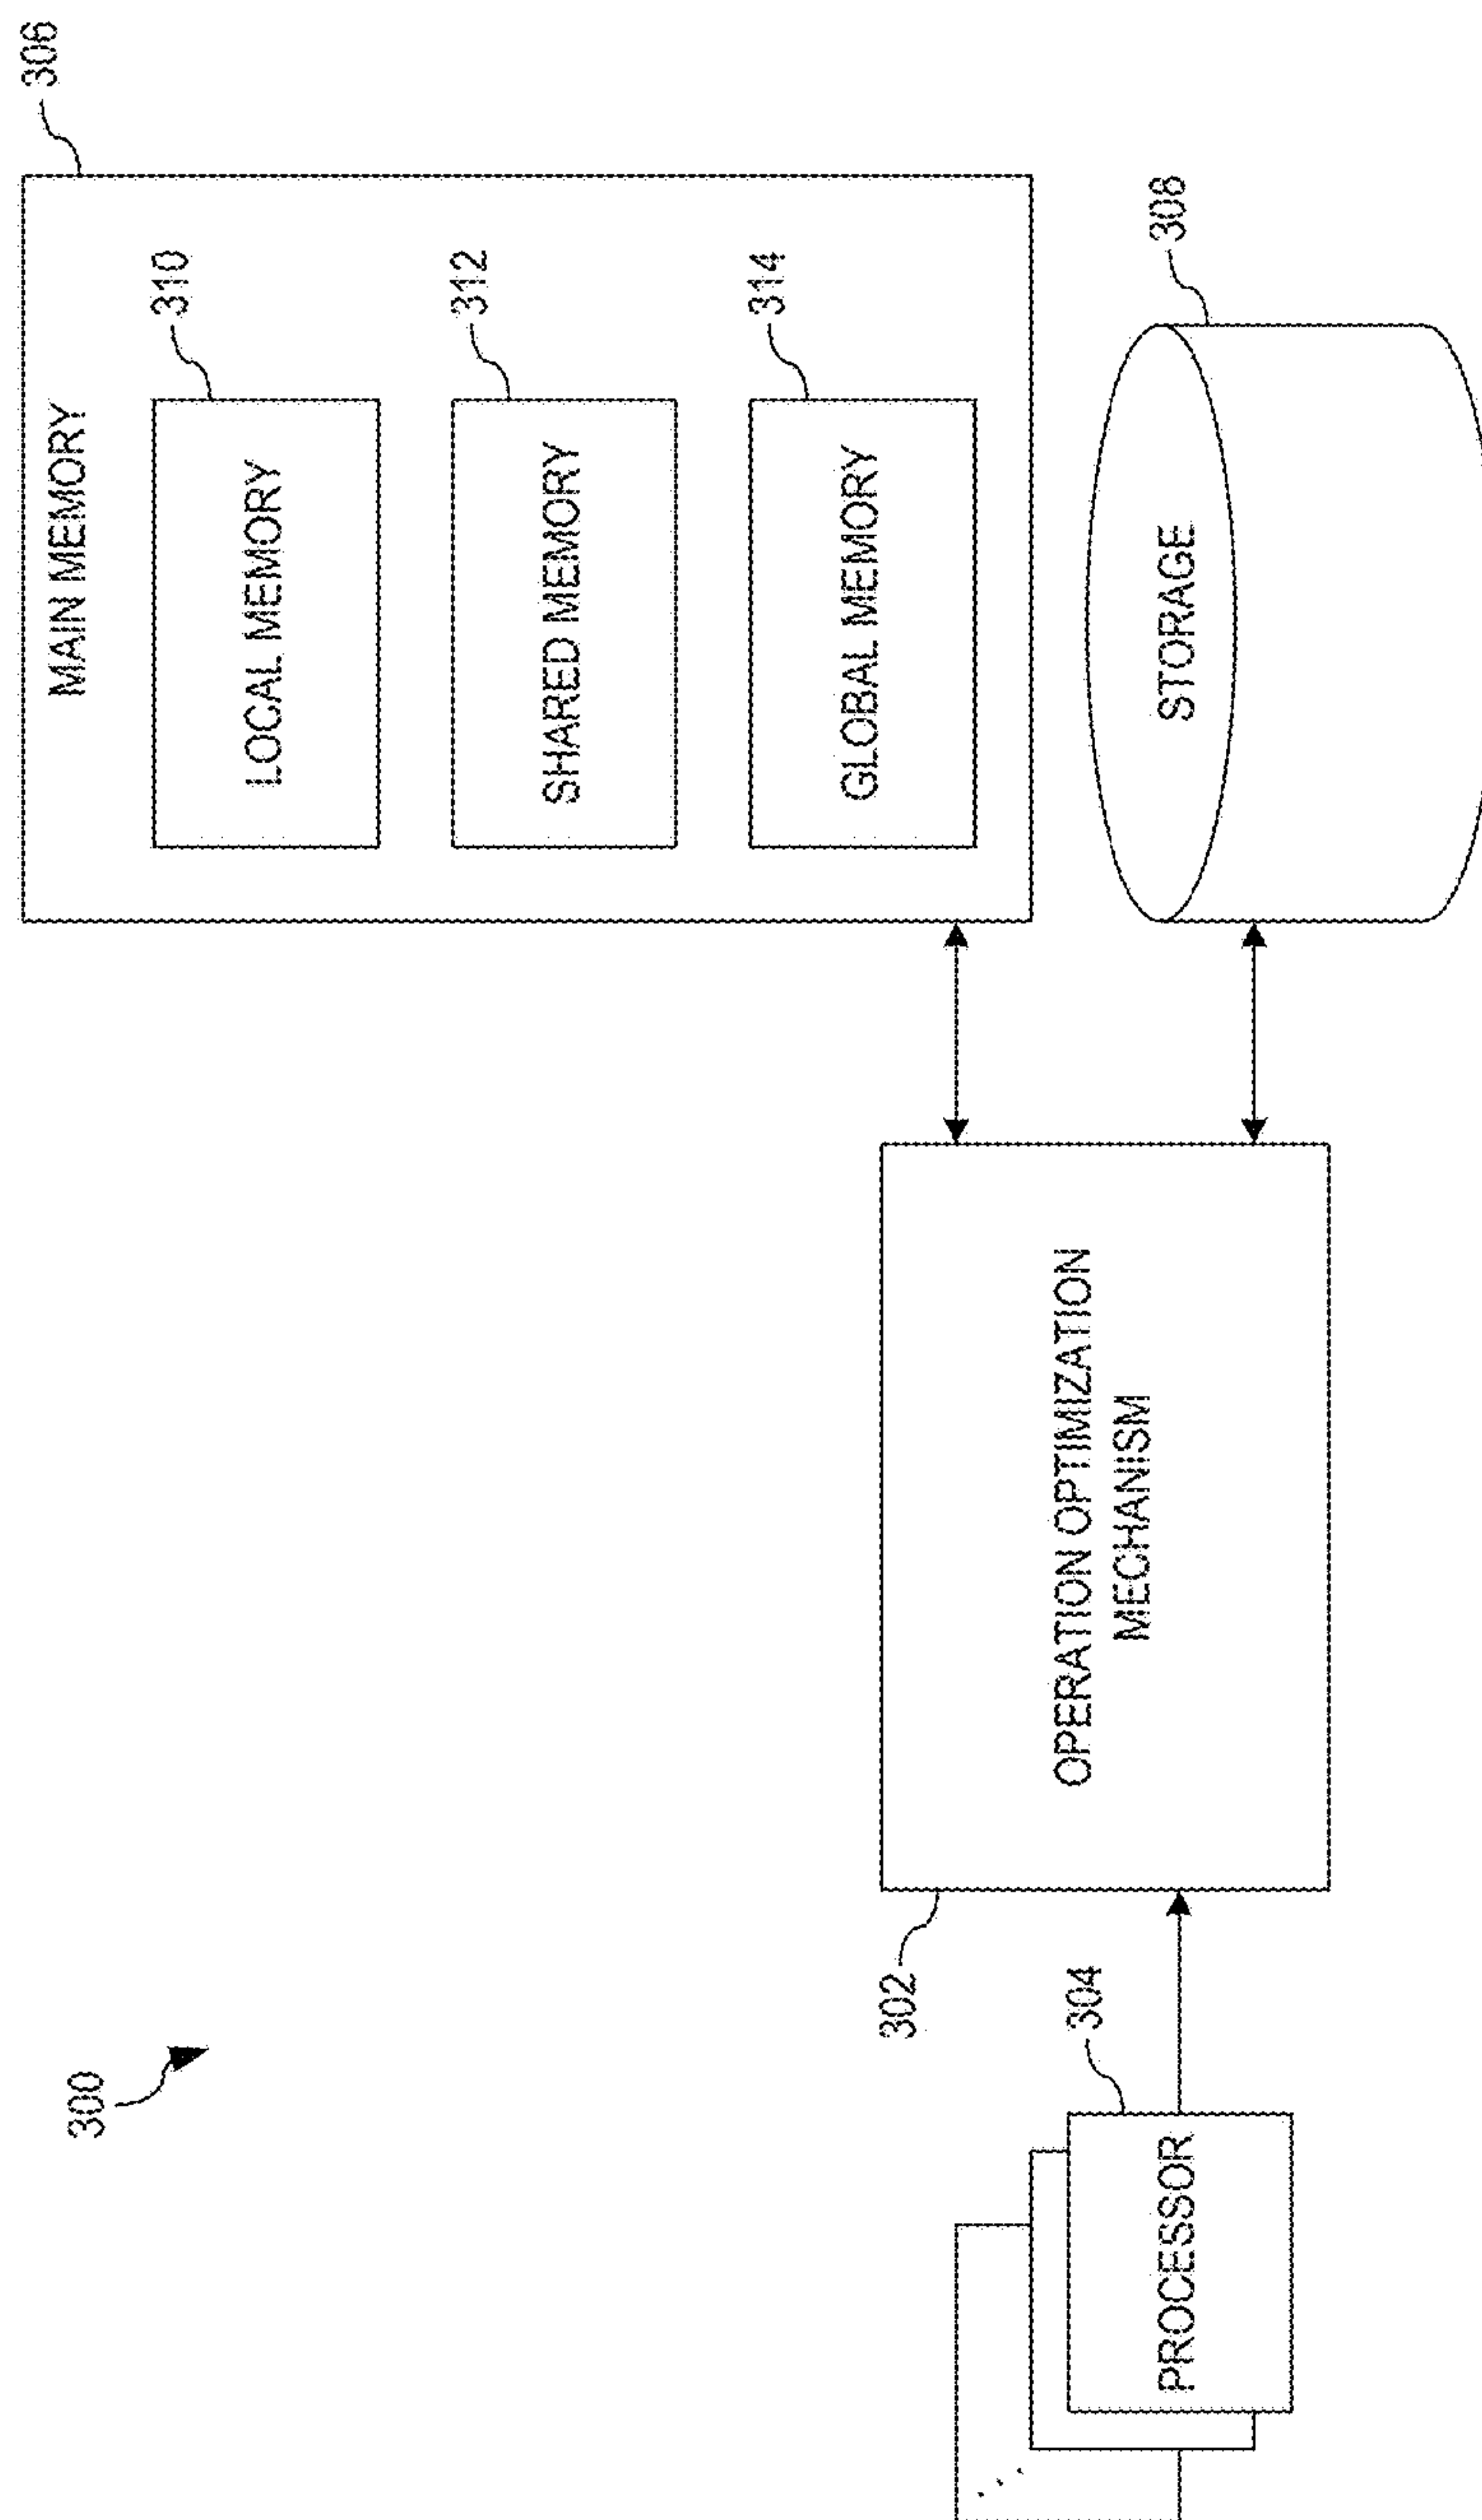 300
306
MAIN MEMORY
310
LOCAL MEMORY
312
SHARED MEMORY
314
GLOBAL MEMORY
302
OPERATION OPTIMIZATION
MECHANISM
304
PROCESSOR
308
STORAGE